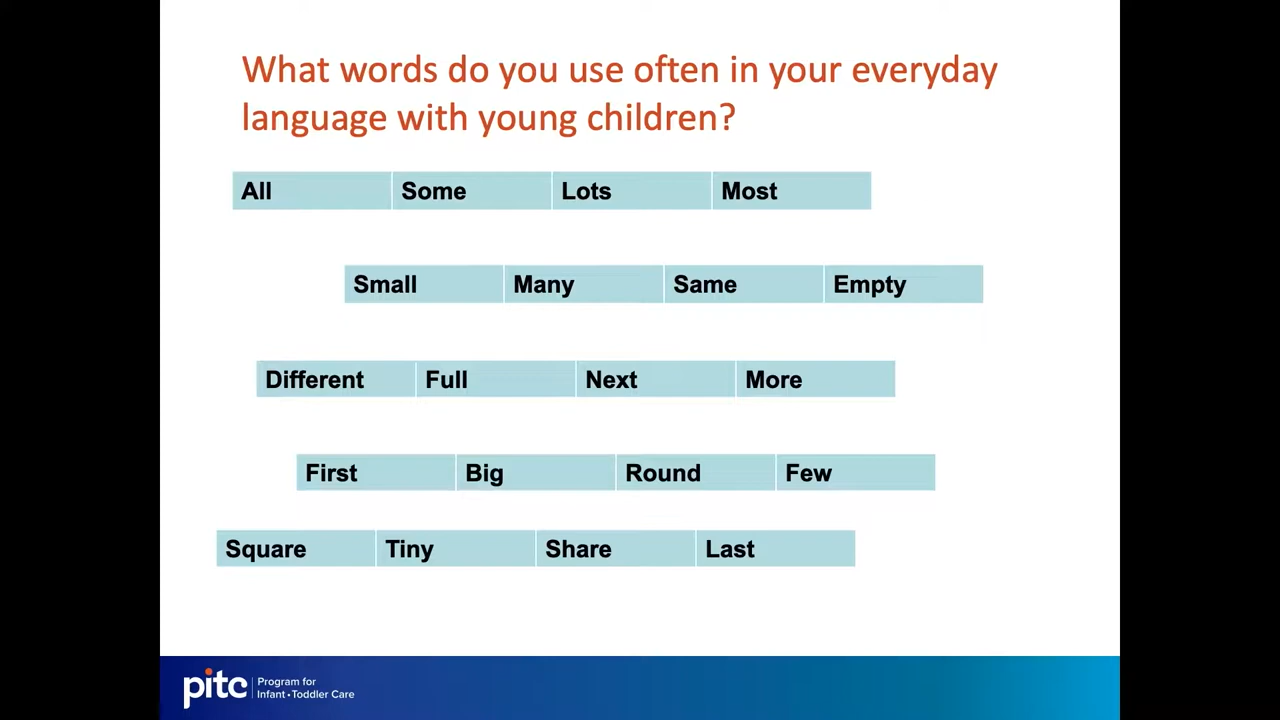 What words do you use often in your everyday
language with young children?
All Some Lots Most
Small Many Same Empty
Different Full Next More
First Big Round Few
Square Tiny Share Last
pitc Program for
Infant • Toddler Care